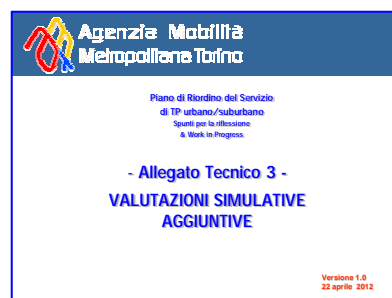 Agenzia Mobilità
Metropolitana Torino
Piano di Riordino del Servizio
di TP urbano/suburbano
Spunti per la riflessione
& Work in Progress
- Allegato Tecnico 3 -
VALUTAZIONI SIMULATIVE
AGGIUNTIVE
Versione 1.0
22 aprile 2012